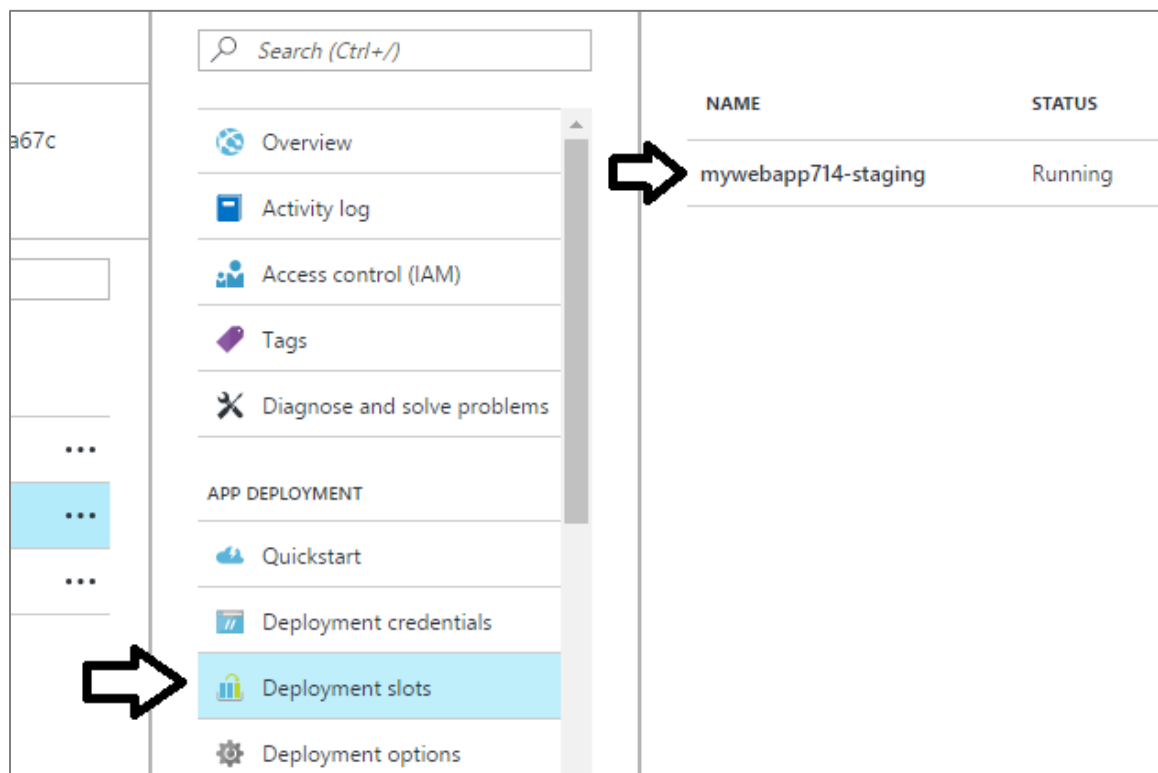 a67c
Search (Ctrl+/)
Overview
Activity log
Access control (IAM)
Tags
Diagnose and solve problems
APP DEPLOYMENT
Quickstart
Deployment credentials
Deployment slots
Deployment options
NAME STATUS
mywebapp714-staging Running